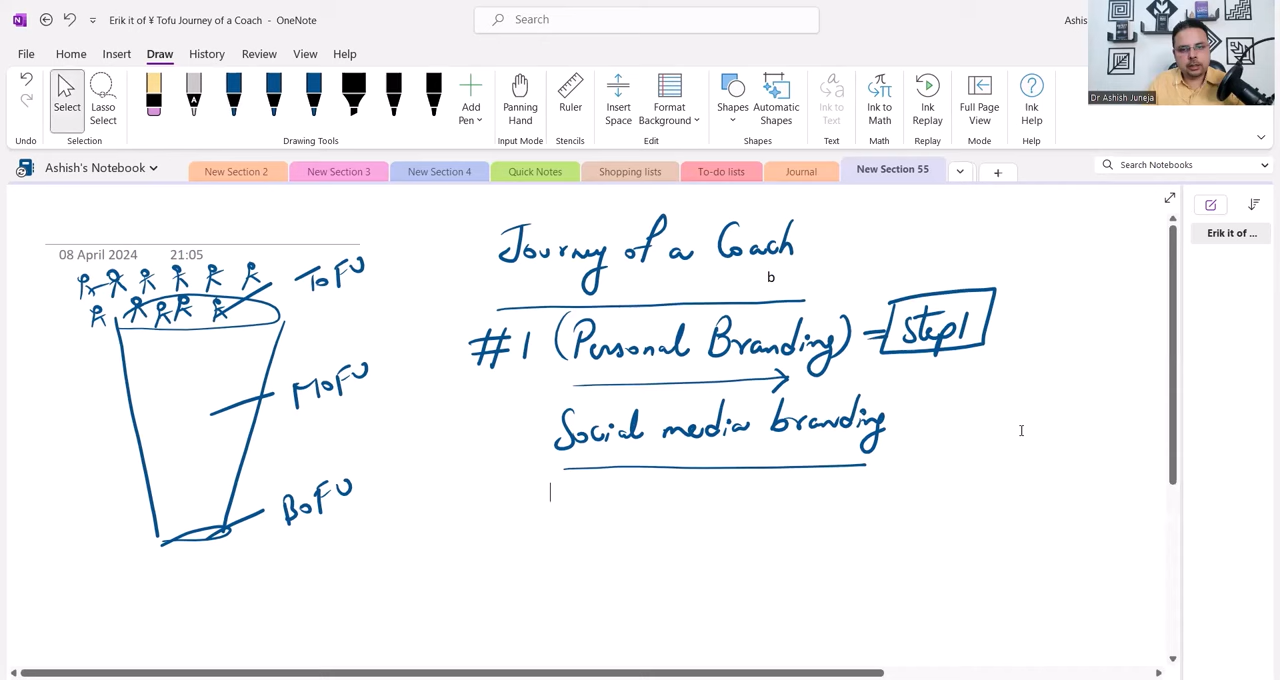 Erik it of ¥ Tofu Journey of a Coach - OneNote
Search
Ashis
File Home Insert Draw History Review View Help
Undo
Select
Lasso Select
Selection
Drawing Tools
Add Pen
Panning Hand
Input Mode
Ruler
Stencils
Insert Space
Format Background
Edit
Shapes
Automatic Shapes
Shapes
Ink to Text
Text
Ink to Math
Math
Ink Replay
Replay
Full Page View
View
Ink Help
Help
Dr Ashish Juneja
Ashish's Notebook
New Section 2
New Section 3
New Section 4
Quick Notes
Shopping lists
To-do lists
Journal
New Section 55
Search Notebooks
Erik it of ...
08 April 2024 21:05
ToFU
MoFU
BoFU
Journey of a Coach
b
#1 (Personal Branding) = Step1
Social media branding